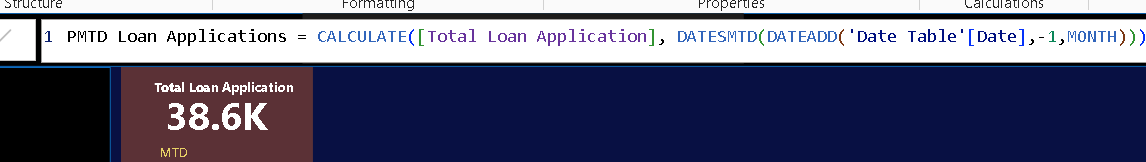 Structure Formatting Properties Calculations
1 PMTD Loan Applications = CALCULATE([Total Loan Application], DATESMTD(DATEADD('Date Table'[Date],-1,MONTH)))
Total Loan Application
38.6K
MTD